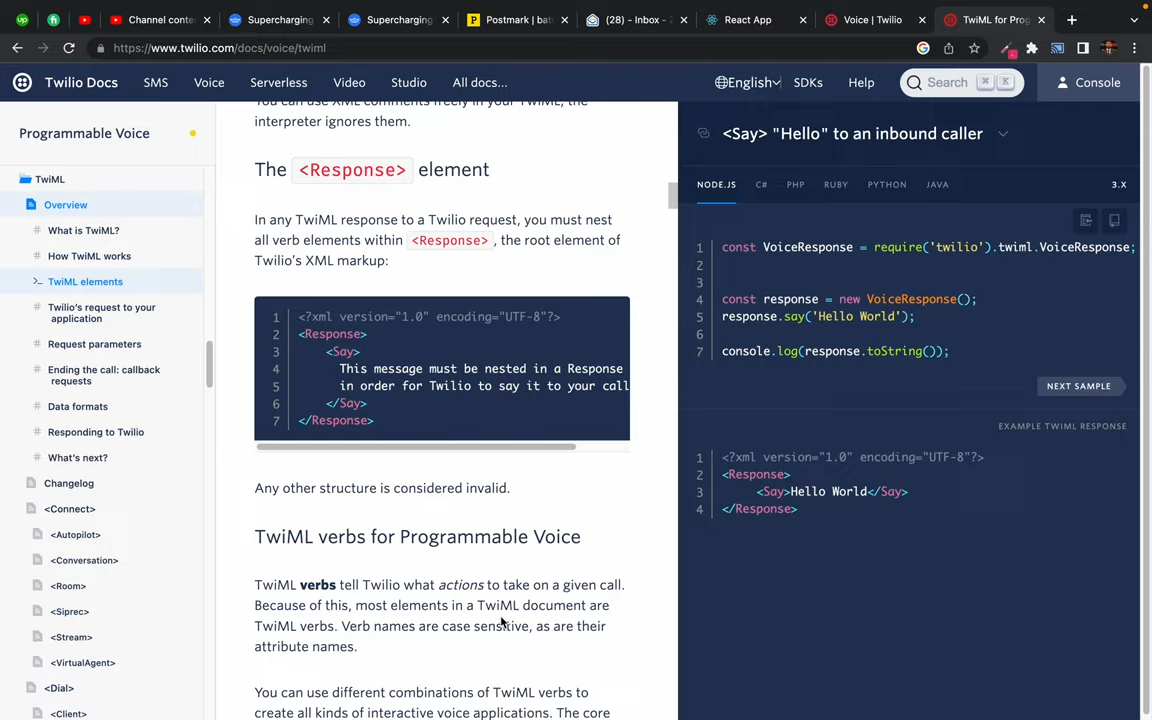 Channel conte
Supercharging
Supercharging
Postmark | bat
(28) - Inbox -
React App
Voice | Twilio
TwiML for Prog
https://www.twilio.com/docs/voice/twiml
Twilio Docs
SMS
Voice
Serverless
Video
Studio
All docs...
English
SDKs
Help
Search
⌘
K
Console
Programmable Voice
TwiML
Overview
# What is TwiML?
# How TwiML works
>_ TwiML elements
# Twilio's request to your
application
# Request parameters
# Ending the call: callback
requests
# Data formats
# Responding to Twilio
# What's next?
Changelog
<Connect>
<Autopilot>
<Conversation>
<Room>
<Siprec>
<Stream>
<VirtualAgent>
<Dial>
<Client>
You can use XML comments freely in your TwiML, the
interpreter ignores them.
The <Response> element
In any TwiML response to a Twilio request, you must nest
all verb elements within <Response>, the root element of
Twilio's XML markup:
1 <?xml version="1.0" encoding="UTF-8"?>
2 <Response>
3 <Say>
4 This message must be nested in a Response
5 in order for Twilio to say it to your call
6 </Say>
7 </Response>
Any other structure is considered invalid.
TwiML verbs for Programmable Voice
TwiML verbs tell Twilio what actions to take on a given call.
Because of this, most elements in a TwiML document are
TwiML verbs. Verb names are case sensitive, as are their
attribute names.
You can use different combinations of TwiML verbs to
create all kinds of interactive voice applications. The core
<Say> "Hello" to an inbound caller
NODE.JS
C#
PHP
RUBY
PYTHON
JAVA
3.X
1 const VoiceResponse = require('twilio').twiml.VoiceResponse;
2
3
4 const response = new VoiceResponse();
5 response.say('Hello World');
6
7 console.log(response.toString());
NEXT SAMPLE
EXAMPLE TWIML RESPONSE
1 <?xml version="1.0" encoding="UTF-8"?>
2 <Response>
3 <Say>Hello World</Say>
4 </Response>